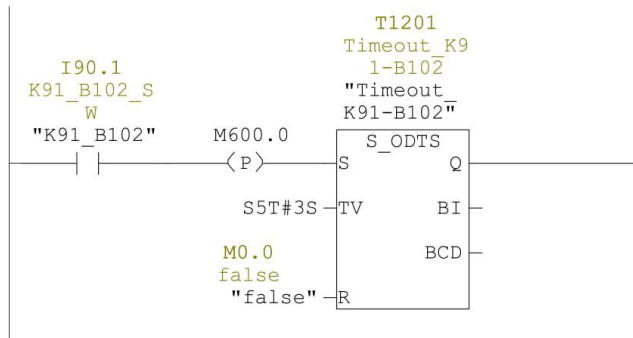 T1201
Timeout_K9
1-B102
"Timeout_
K91-B102"
I90.1
K91_B102_S
W
"K91_B102"
M600.0
(P)
S_ODTS
S
Q
S5T#3S
TV
BI
BCD
M0.0
false
"false"
R